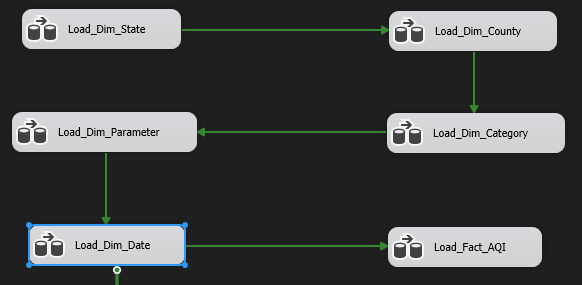 Load_Dim_State
Load_Dim_County
Load_Dim_Parameter
Load_Dim_Category
Load_Dim_Date
Load_Fact_AQI